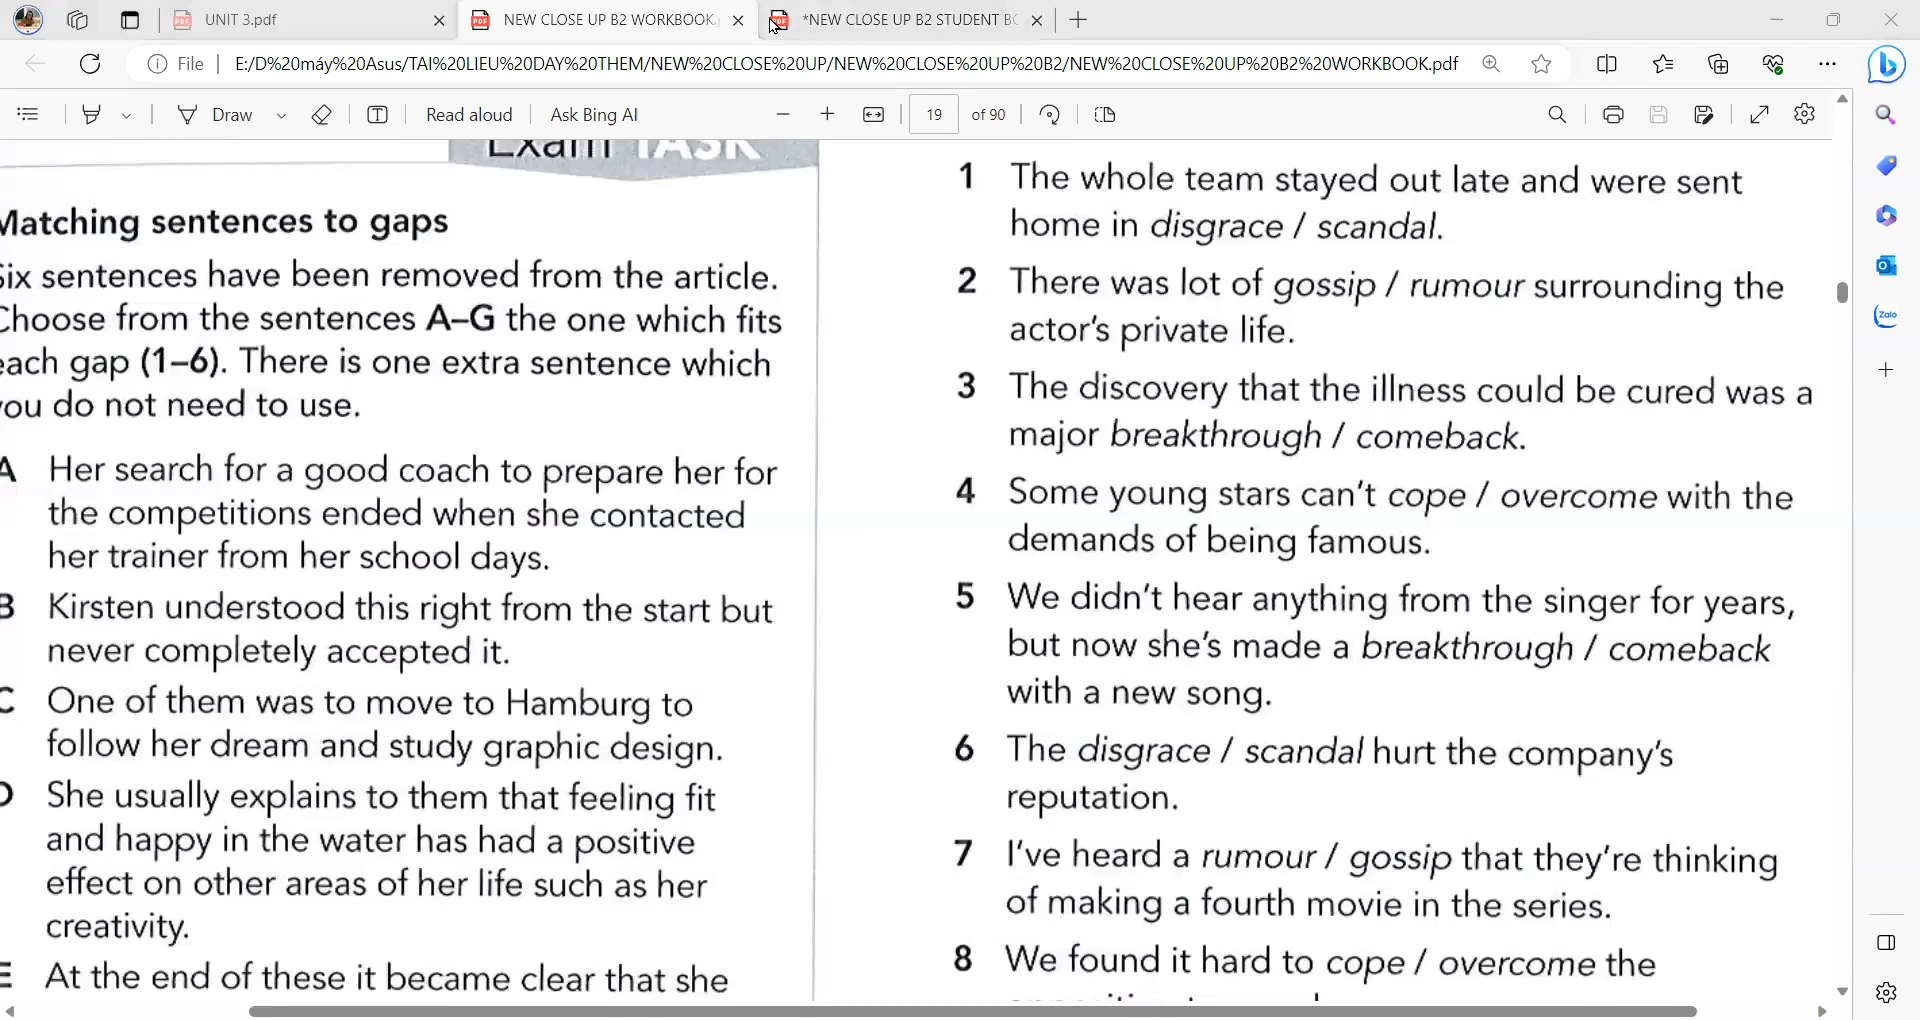 UNIT 3.pdf
NEW CLOSE UP B2 WORKBOOK.
*NEW CLOSE UP B2 STUDENT BO
File
E:/D%20máy%20Asus/TAI%20LIEU%20DAY%20THEM/NEW%20CLOSE%20UP/NEW%20CLOSE%20UP%20B2/NEW%20CLOSE%20UP%20B2%20WORKBOOK.pdf
Draw
Read aloud
Ask Bing AI
19
of 90
Zalo
Exam TASK
Matching sentences to gaps
Six sentences have been removed from the article.
Choose from the sentences A–G the one which fits
each gap (1–6). There is one extra sentence which
you do not need to use.
A Her search for a good coach to prepare her for
the competitions ended when she contacted
her trainer from her school days.
B Kirsten understood this right from the start but
never completely accepted it.
C One of them was to move to Hamburg to
follow her dream and study graphic design.
D She usually explains to them that feeling fit
and happy in the water has had a positive
effect on other areas of her life such as her
creativity.
E At the end of these it became clear that she
1 The whole team stayed out late and were sent
home in disgrace / scandal.
2 There was lot of gossip / rumour surrounding the
actor's private life.
3 The discovery that the illness could be cured was a
major breakthrough / comeback.
4 Some young stars can't cope / overcome with the
demands of being famous.
5 We didn't hear anything from the singer for years,
but now she's made a breakthrough / comeback
with a new song.
6 The disgrace / scandal hurt the company's
reputation.
7 I've heard a rumour / gossip that they're thinking
of making a fourth movie in the series.
8 We found it hard to cope / overcome the